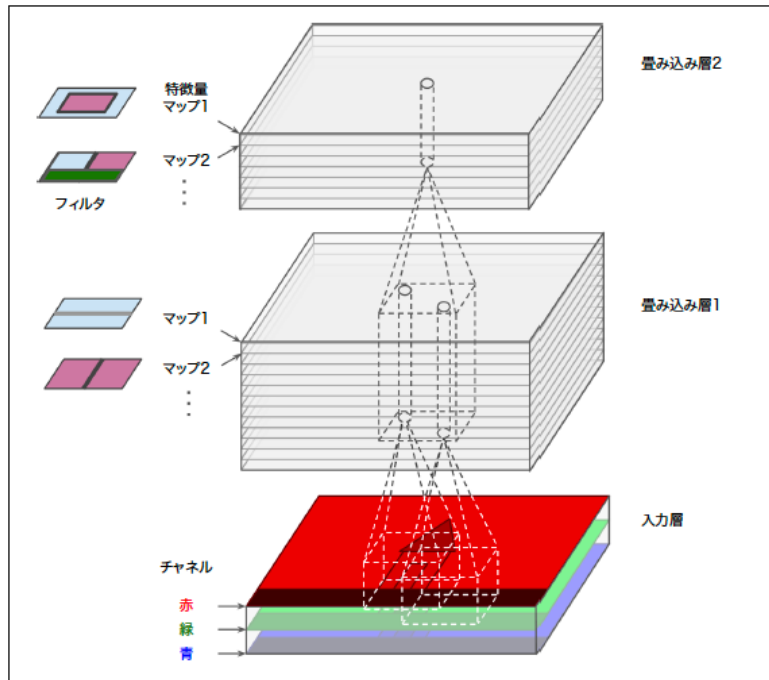 畳み込み層2
特徴量
マップ1
マップ2
フィルタ
畳み込み層1
マップ1
マップ2
入力層
チャネル
赤
緑
青